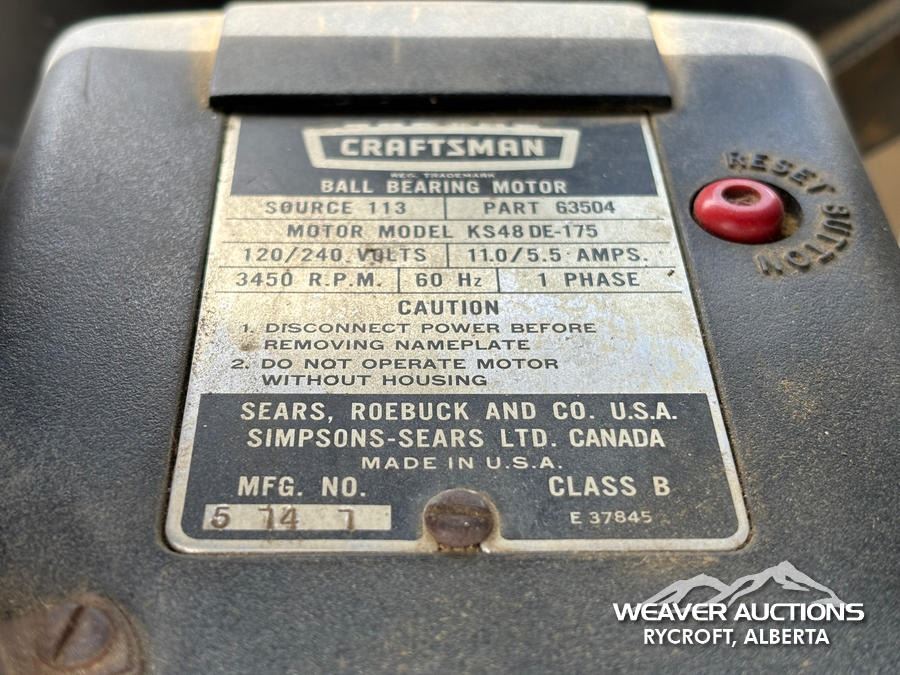 CRAFTSMAN
REG. TRADEMARK
BALL BEARING MOTOR
SOURCE 113 PART 63504
MOTOR MODEL KS48DE-175
120/240 VOLTS 11.0/5.5 AMPS.
3450 R.P.M. 60 Hz 1 PHASE
CAUTION
1. DISCONNECT POWER BEFORE
REMOVING NAMEPLATE
2. DO NOT OPERATE MOTOR
WITHOUT HOUSING
SEARS, ROEBUCK AND CO. U.S.A.
SIMPSONS-SEARS LTD. CANADA
MADE IN U.S.A.
MFG. NO. CLASS B
5 74 7 E 37845
RESET BUTTON
WEAVER AUCTIONS
RYCROFT, ALBERTA